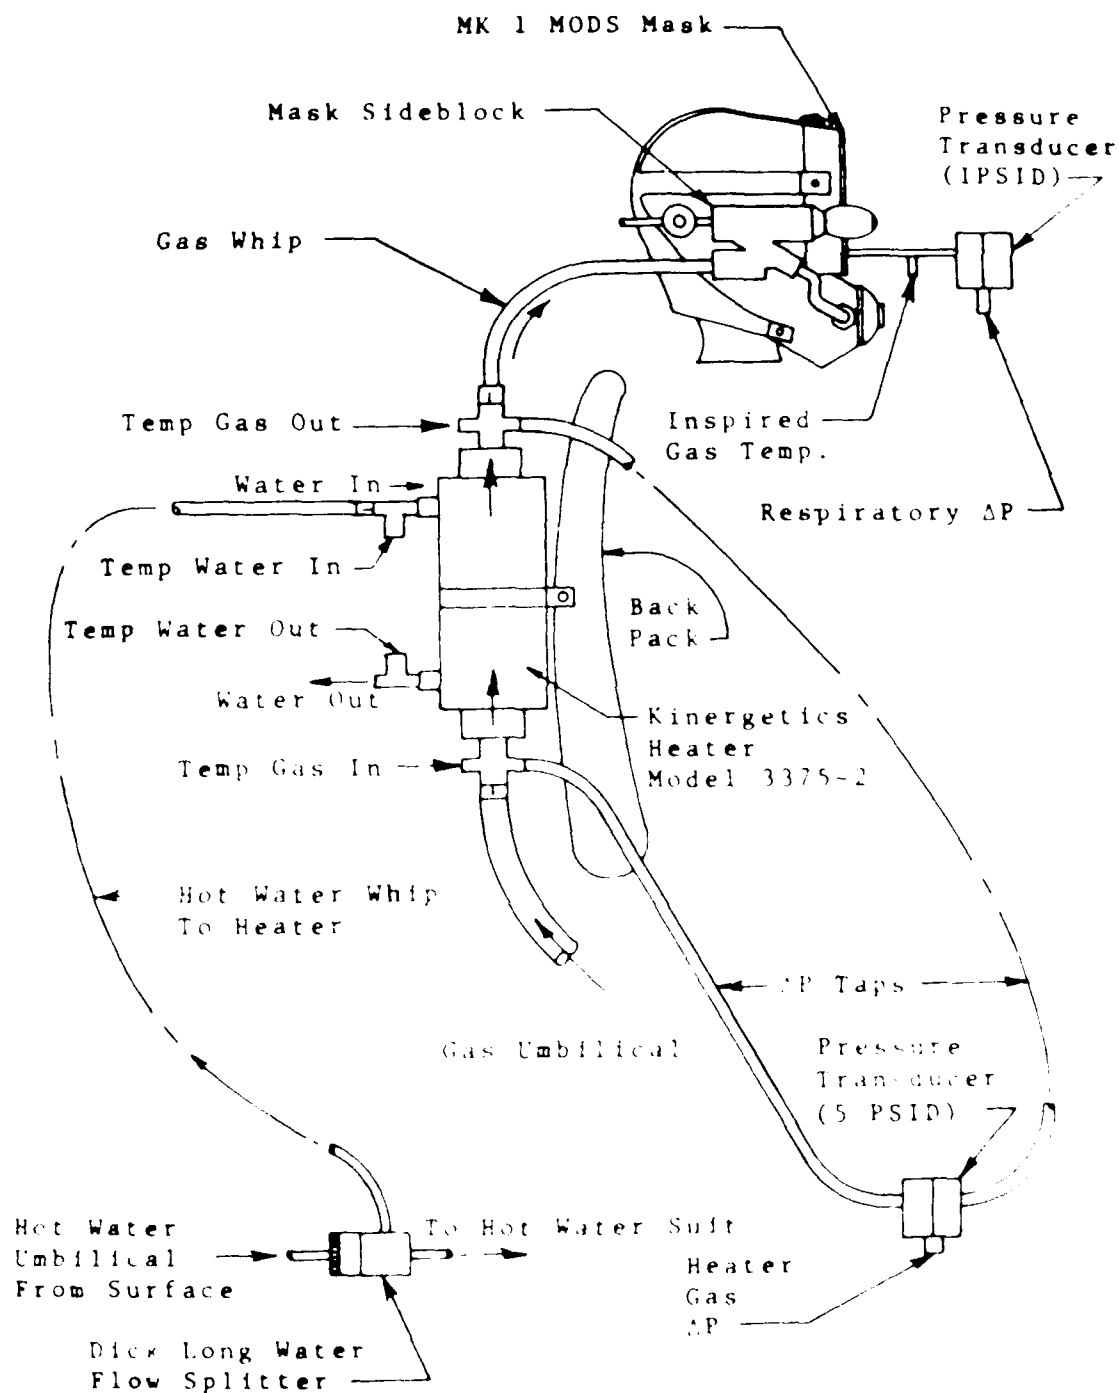 MK 1 MODS Mask
Mask Sideblock
Pressure
Transducer
(1PSID)
Gas Whip
Temp Gas Out
Inspired
Gas Temp.
Water In
Respiratory ΔP
Temp Water In
Back
Pack
Temp Water Out
Water Out
Kinergetics
Heater
Model 3375-2
Temp Gas In
Hot Water Whip
To Heater
ΔP Taps
Gas Umbilical
Pressure
Transducer
(5 PSID)
Hot Water
Umbilical
From Surface
To Hot Water Suit
Heater
Gas
ΔP
Dick Long Water
Flow Splitter